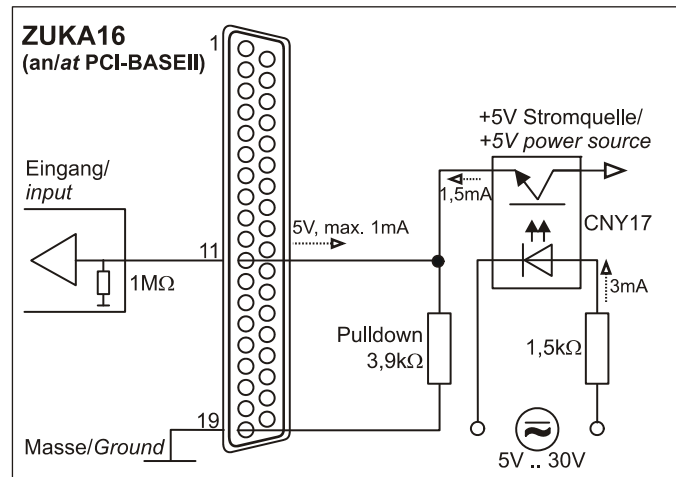 ZUKA16
(an/at PCI-BASEII)
1
+5V Stromquelle/
+5V power source
Eingang/
input
1,5mA
CNY17
5V, max. 1mA
11
1MΩ
3mA
Pulldown
3,9kΩ
1,5kΩ
19
Masse/Ground
5V .. 30V